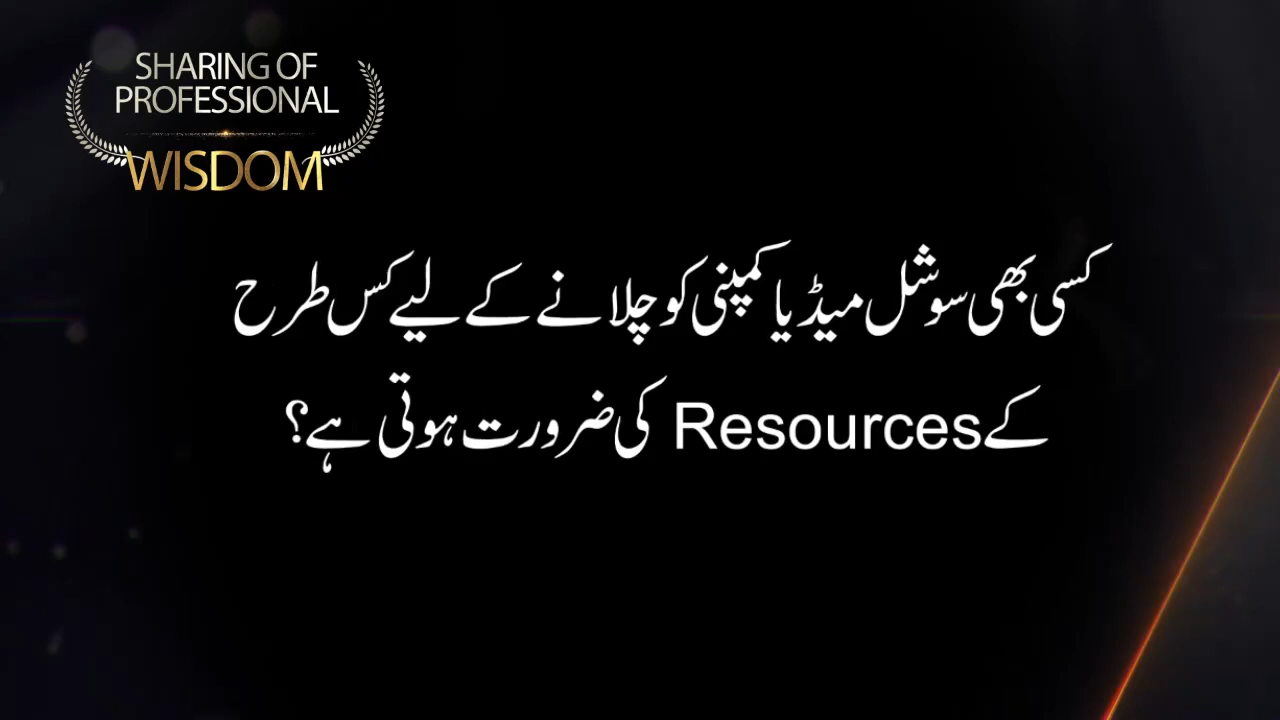 SHARING OF
PROFESSIONAL
WISDOM
کسی بھی سوشل میڈیا کمپنی کو چلانے کے لیے کس طرح
کے Resources کی ضرورت ہوتی ہے؟